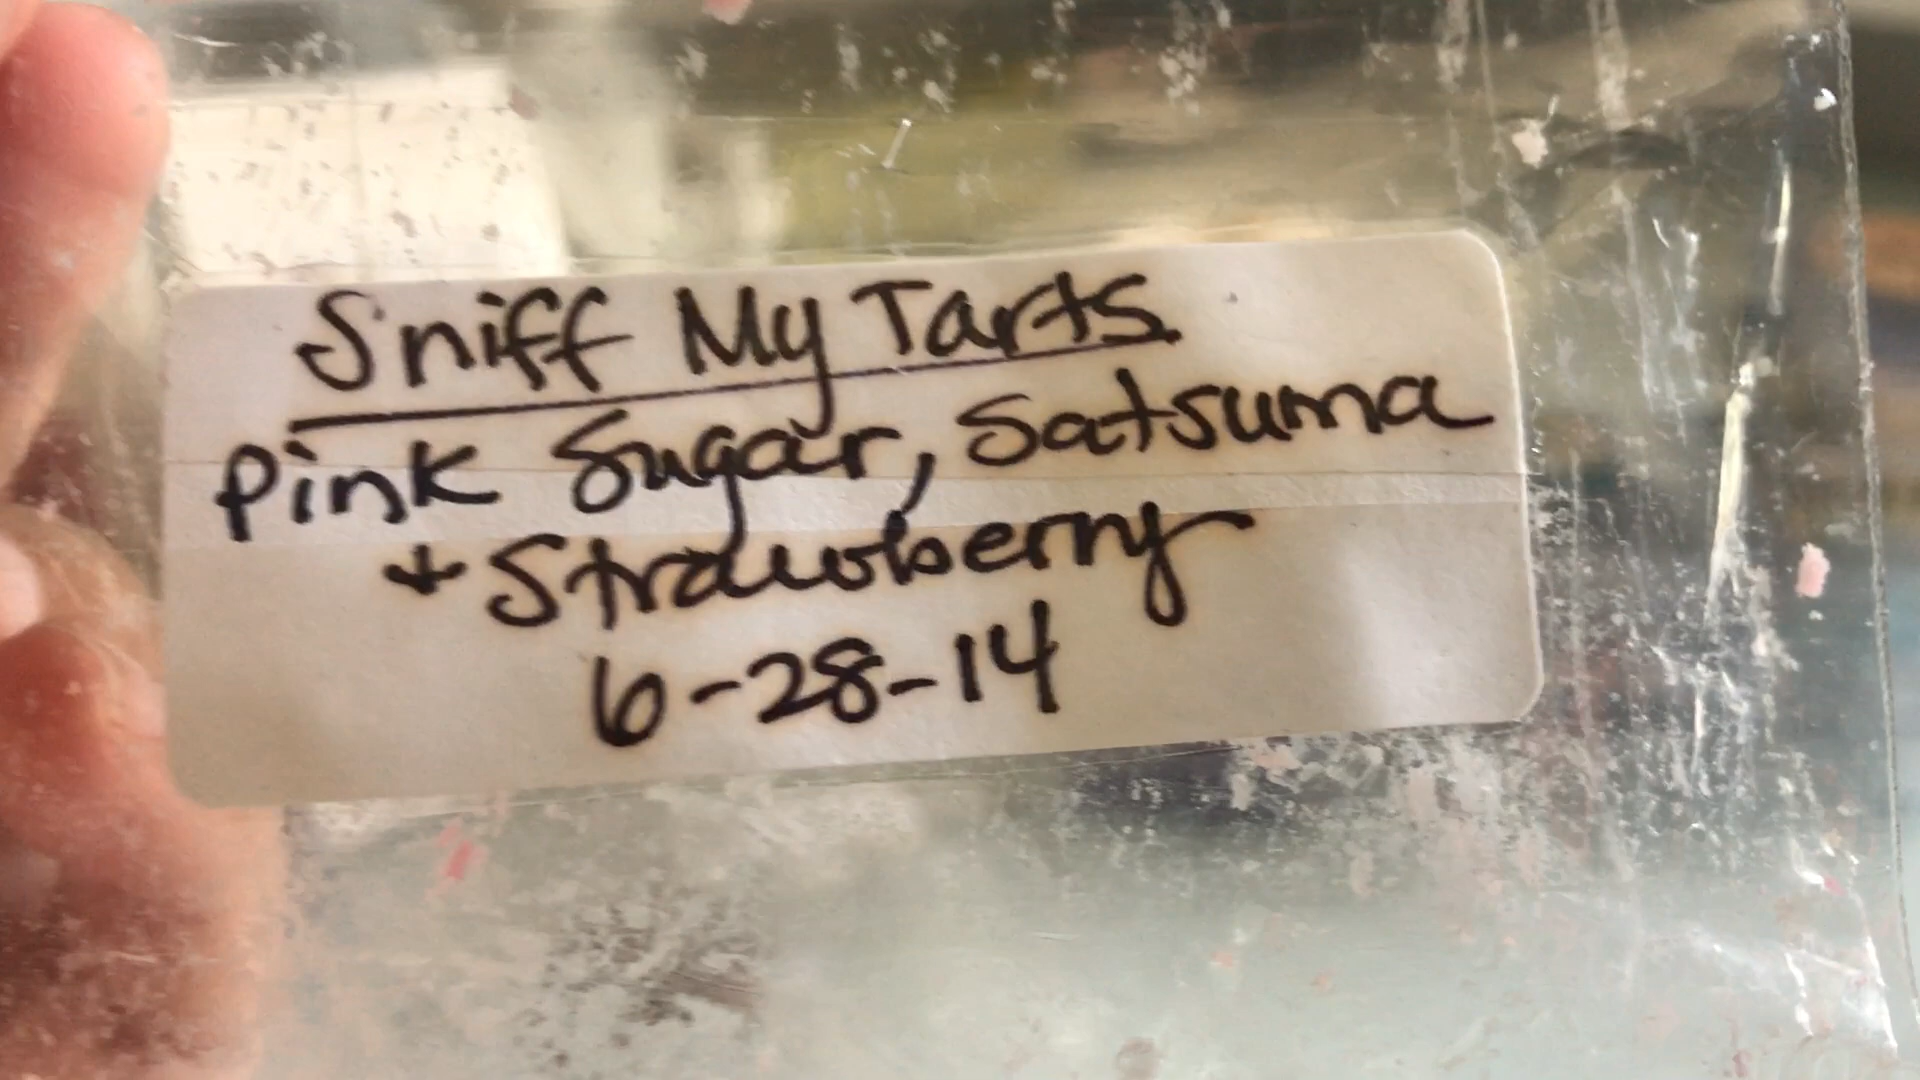 Sniff My Tarts
Pink Sugar, Satsuma
+ Strawberry
6-28-14